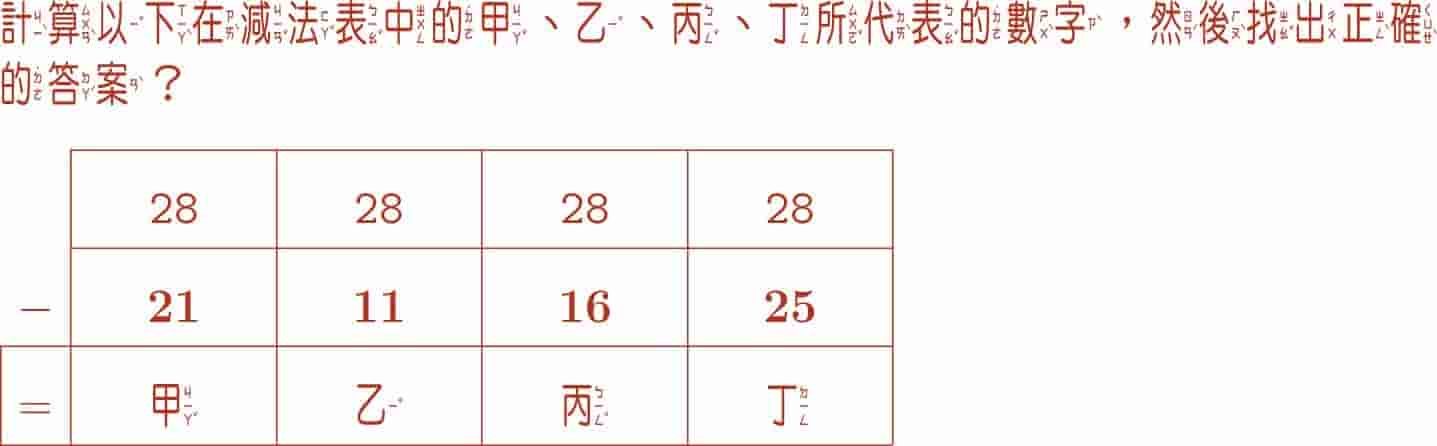 計算以下在減法表中的甲、乙、丙、丁所代表的數字，然後找出正確
的答案？
28 28 28 28
− 21 11 16 25
= 甲 乙 丙 丁